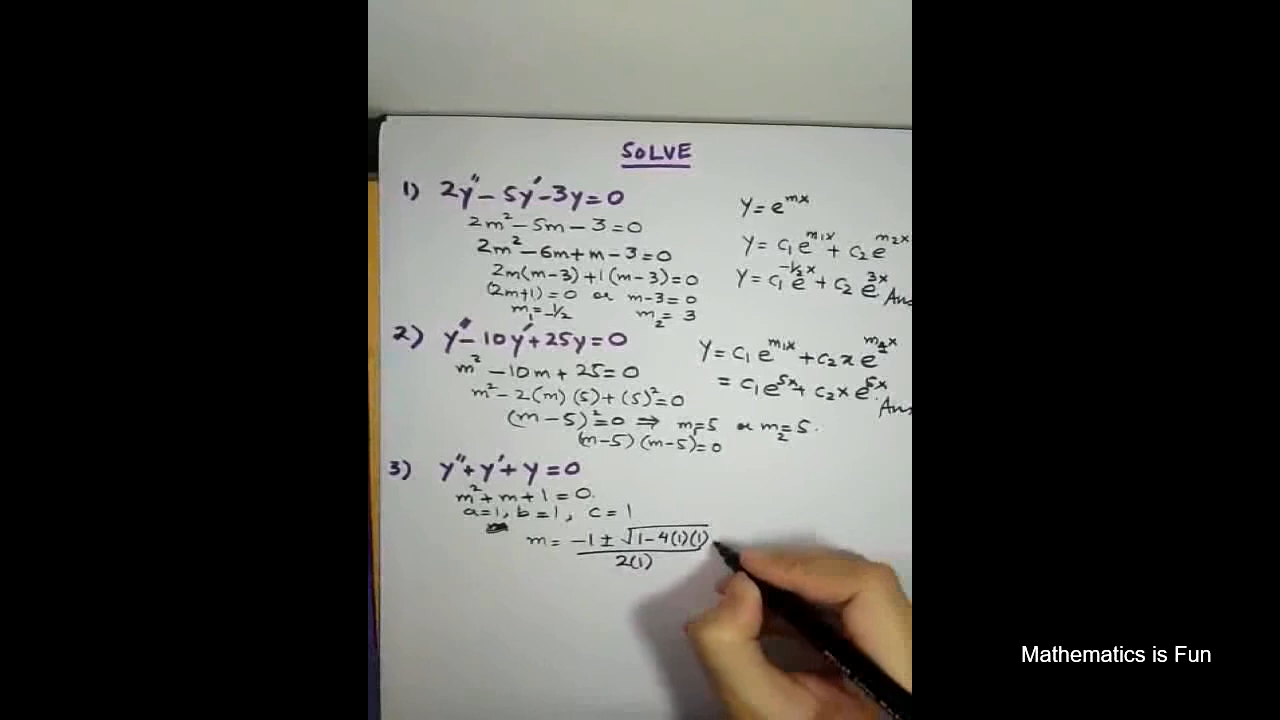 SOLVE
1) 2y" - 5y' - 3y = 0
2m² - 5m - 3 = 0
2m² - 6m + m - 3 = 0
2m(m-3) + 1(m-3) = 0
(2m+1) = 0 or m-3 = 0
m₁ = -1/2 m₂ = 3
y = e^mx
y = c₁e^m₁x + c₂e^m₂x
y = c₁e^-1/2x + c₂e^3x Ans
2) y" - 10y' + 25y = 0
m² - 10m + 25 = 0
m² - 2(m)(5) + (5)² = 0
(m-5)² = 0 ⇒ m₁=5 or m₂=5.
(m-5)(m-5) = 0
y = c₁e^m₁x + c₂xe^m₂x
= c₁e^5x + c₂xe^5x. Ans
3) y" + y' + y = 0
m² + m + 1 = 0.
a=1, b=1, c=1
m = (-1 ± √1-4(1)(1)) / 2(1)
Mathematics is Fun